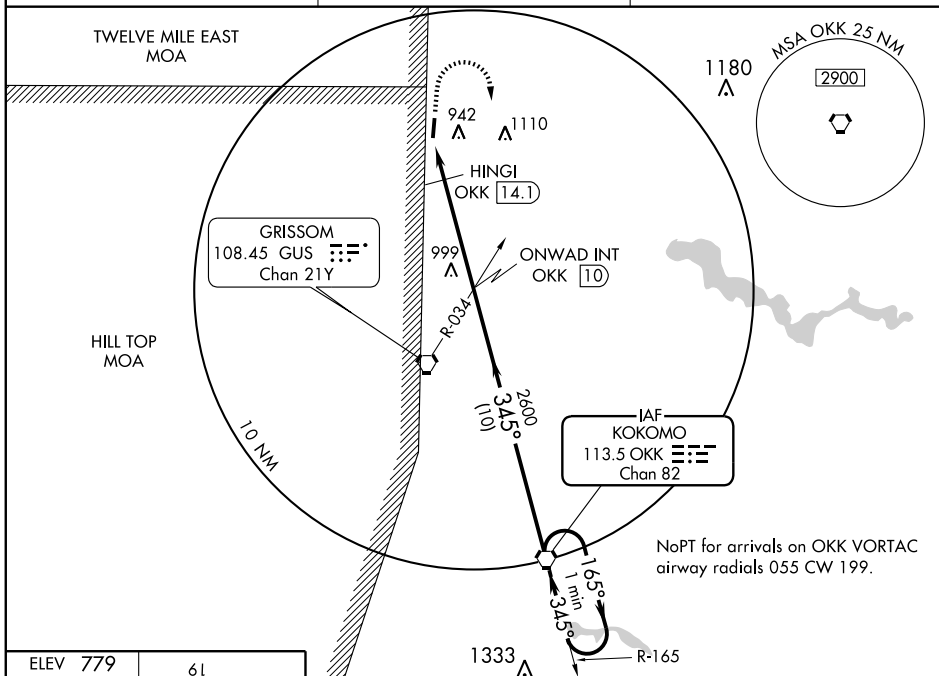 TWELVE MILE EAST
MOA
MSA OKK 25 NM
2900
1180
942
1110
HINGI
OKK 14.1
GRISSOM
108.45 GUS
Chan 21Y
999
ONWAD INT
OKK 10
R-034
HILL TOP
MOA
10 NM
2600
345°
(10)
IAF
KOKOMO
113.5 OKK
Chan 82
NoPT for arrivals on OKK VORTAC
airway radials 055 CW 199.
165°
1 min
345°
R-165
1333
ELEV 779